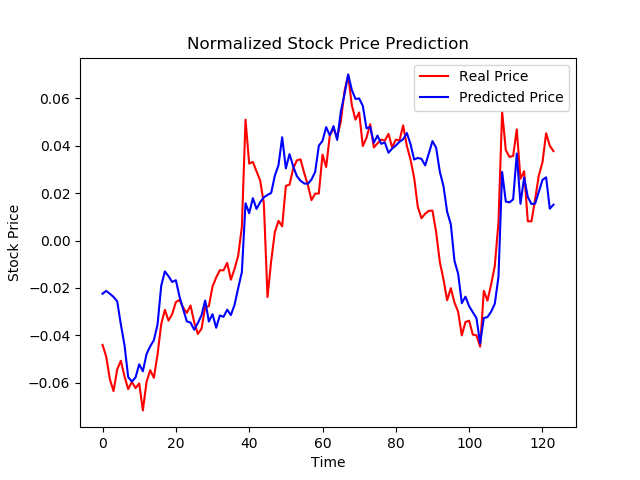 Normalized Stock Price Prediction
Real Price
Predicted Price
0.06
0.04
0.02
0.00
−0.02
−0.04
−0.06
Stock Price
0 20 40 60 80 100 120
Time